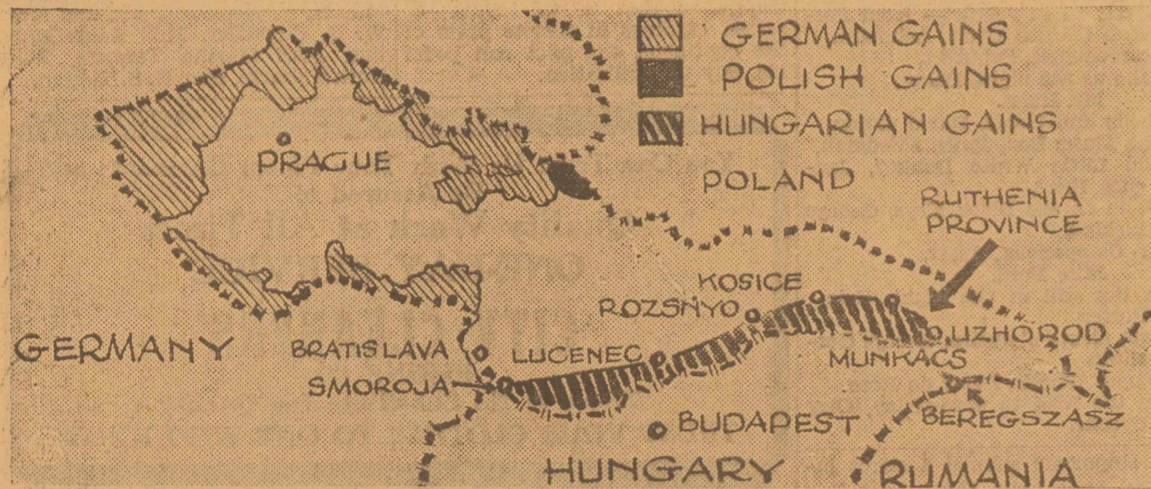 GERMAN GAINS
POLISH GAINS
HUNGARIAN GAINS
PRAGUE
POLAND
RUTHENIA
PROVINCE
KOSICE
ROZSNYO
GERMANY
BRATISLAVA
LUCENEC
UZHOROD
MUNKACS
SMOROJA
BUDAPEST
BEREGSZASZ
HUNGARY
RUMANIA